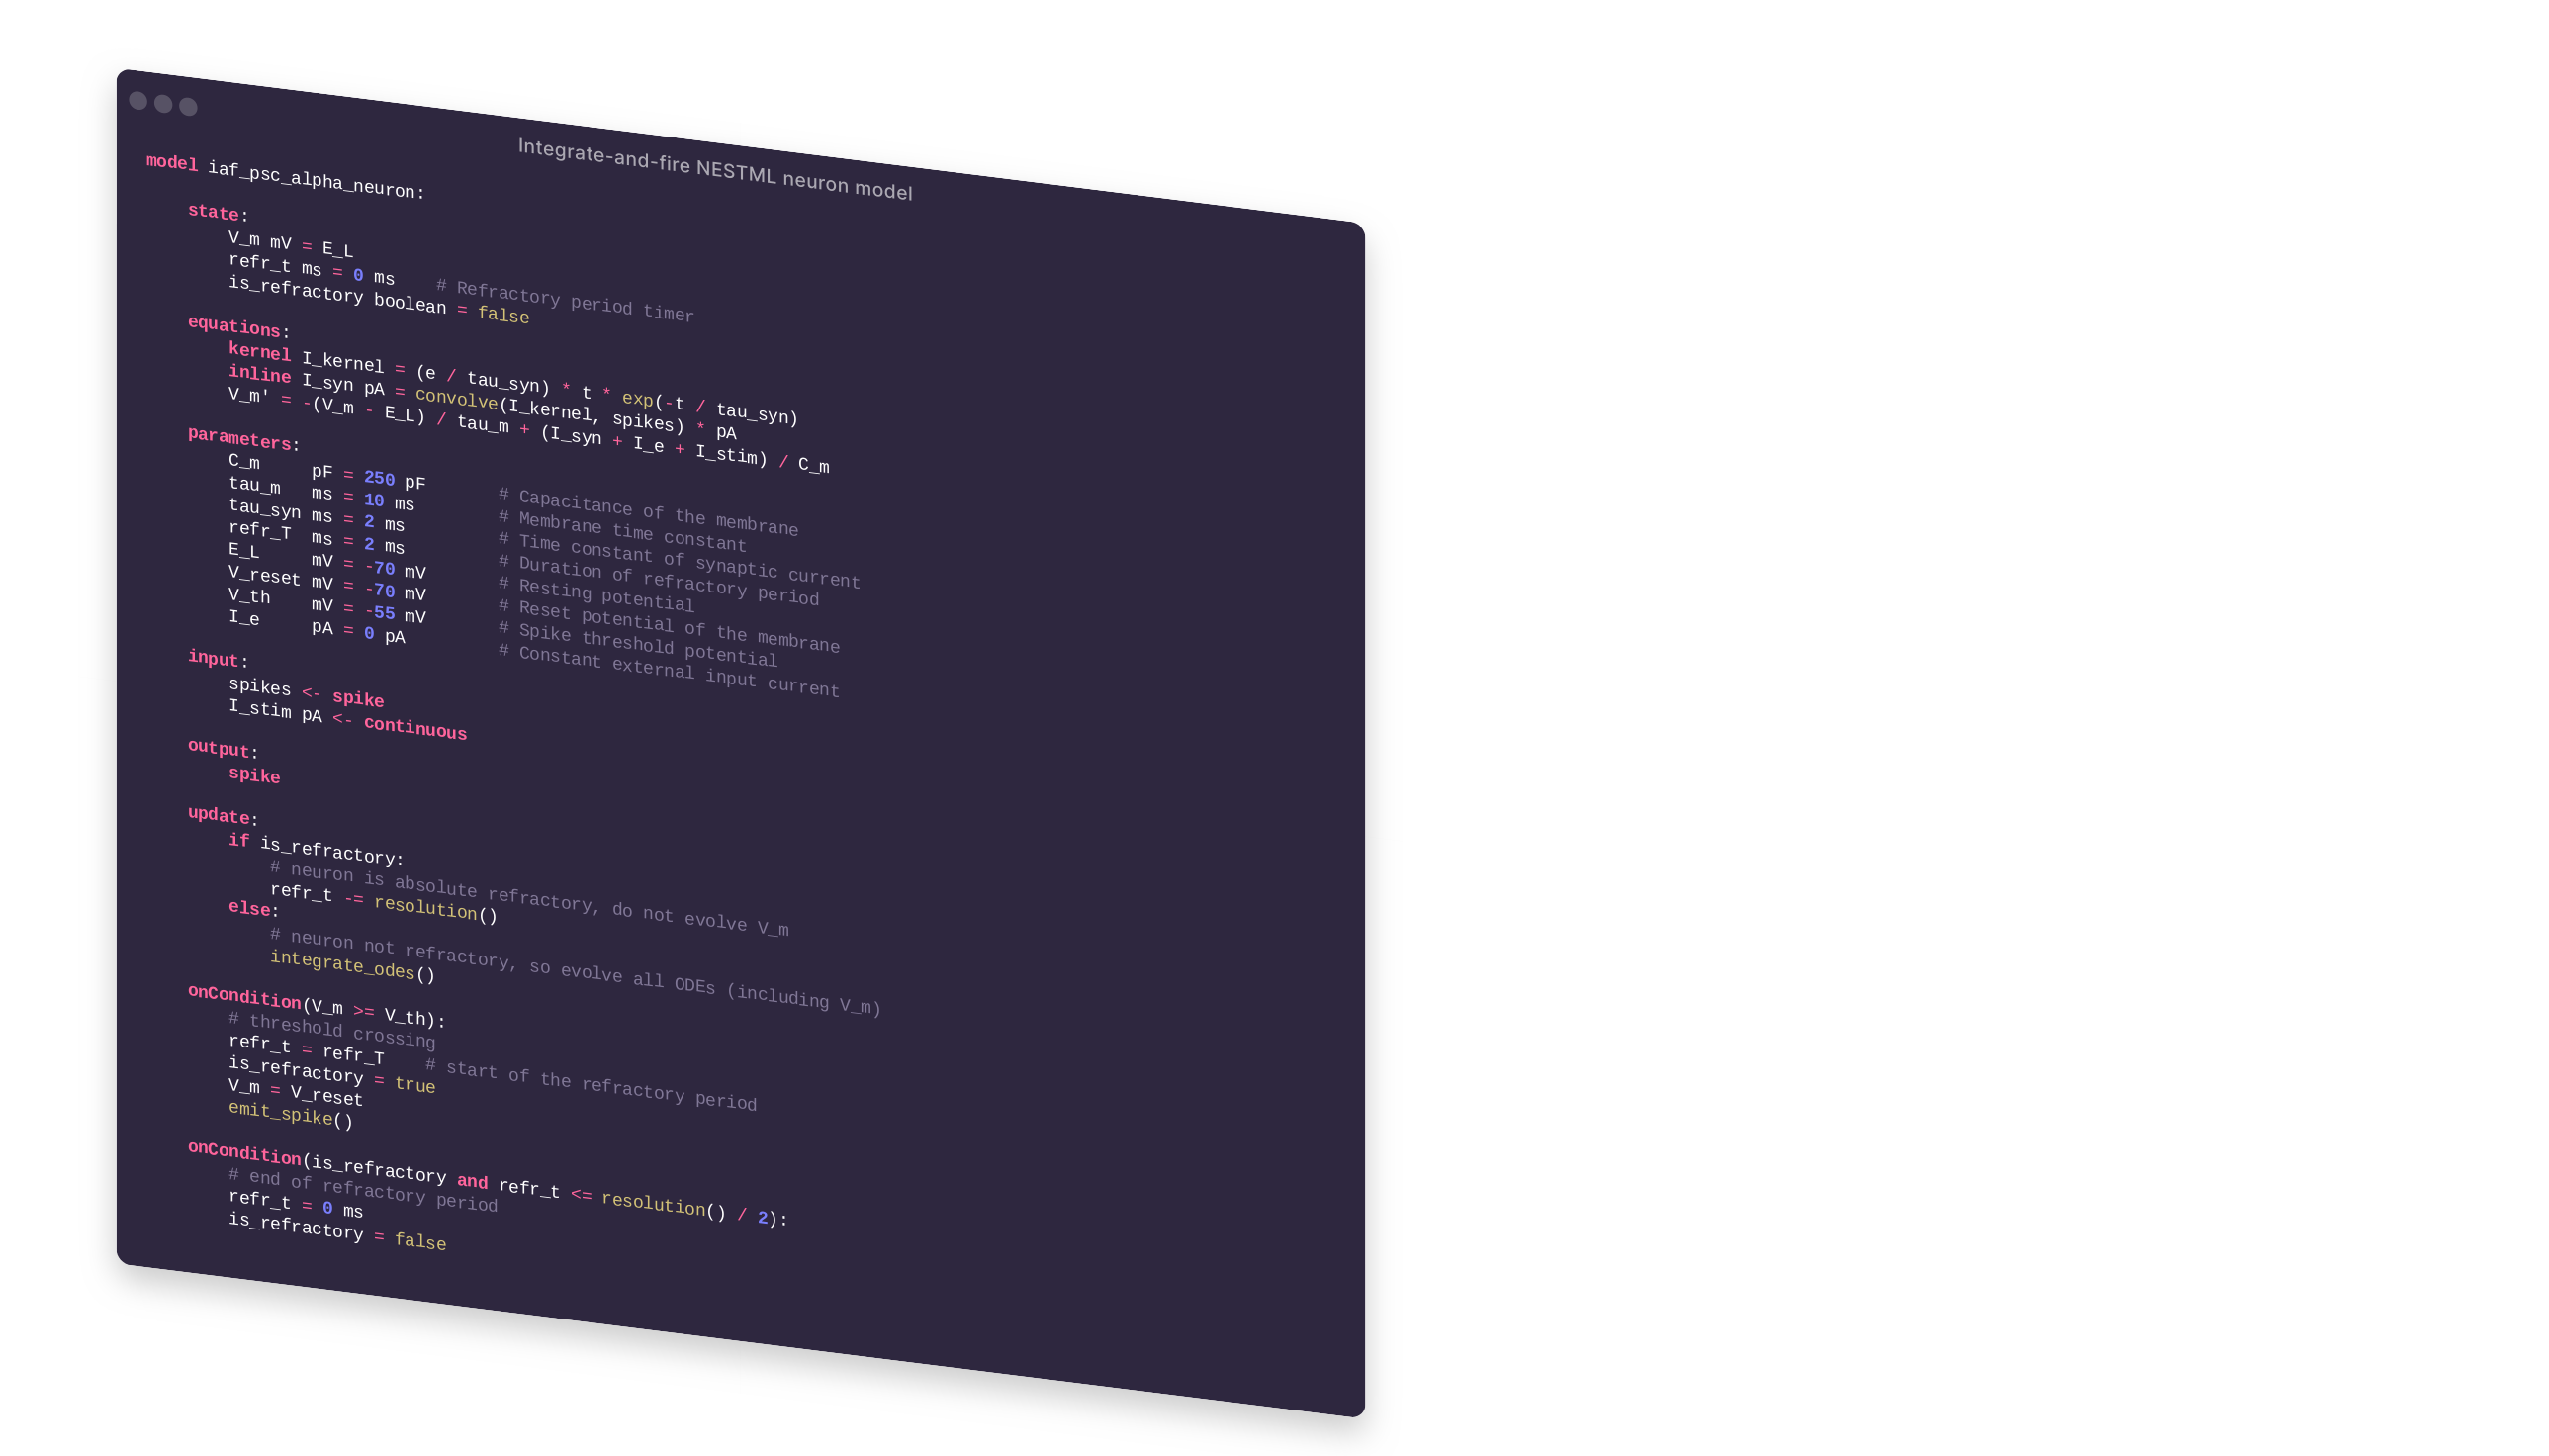 Integrate-and-fire NESTML neuron model
model iaf_psc_alpha_neuron:
    state:
        V_m mV = E_L
        refr_t ms = 0 ms    # Refractory period timer
        is_refractory boolean = false
    equations:
        kernel I_kernel = (e / tau_syn) * t * exp(-t / tau_syn)
        inline I_syn pA = convolve(I_kernel, spikes) * pA
        V_m' = -(V_m - E_L) / tau_m + (I_syn + I_e + I_stim) / C_m
    parameters:
        C_m     pF = 250 pF       # Capacitance of the membrane
        tau_m   ms = 10 ms        # Membrane time constant
        tau_syn ms = 2 ms         # Time constant of synaptic current
        refr_T  ms = 2 ms         # Duration of refractory period
        E_L     mV = -70 mV       # Resting potential
        V_reset mV = -70 mV       # Reset potential of the membrane
        V_th    mV = -55 mV       # Spike threshold potential
        I_e     pA = 0 pA         # Constant external input current
    input:
        spikes <- spike
        I_stim pA <- continuous
    output:
        spike
    update:
        if is_refractory:
            # neuron is absolute refractory, do not evolve V_m
            refr_t -= resolution()
        else:
            # neuron not refractory, so evolve all ODEs (including V_m)
            integrate_odes()
    onCondition(V_m >= V_th):
        # threshold crossing
        refr_t = refr_T    # start of the refractory period
        is_refractory = true
        V_m = V_reset
        emit_spike()
    onCondition(is_refractory and refr_t <= resolution() / 2):
        # end of refractory period
        refr_t = 0 ms
        is_refractory = false